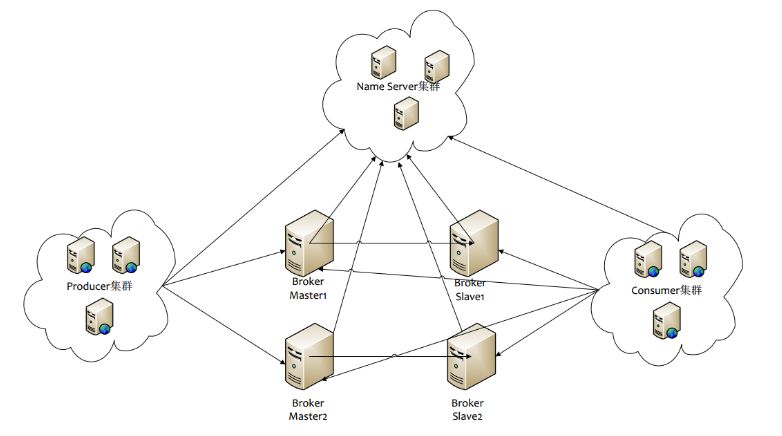 Name Server集群
Producer集群
Broker
Master1
Broker
Slave1
Consumer集群
Broker
Master2
Broker
Slave2